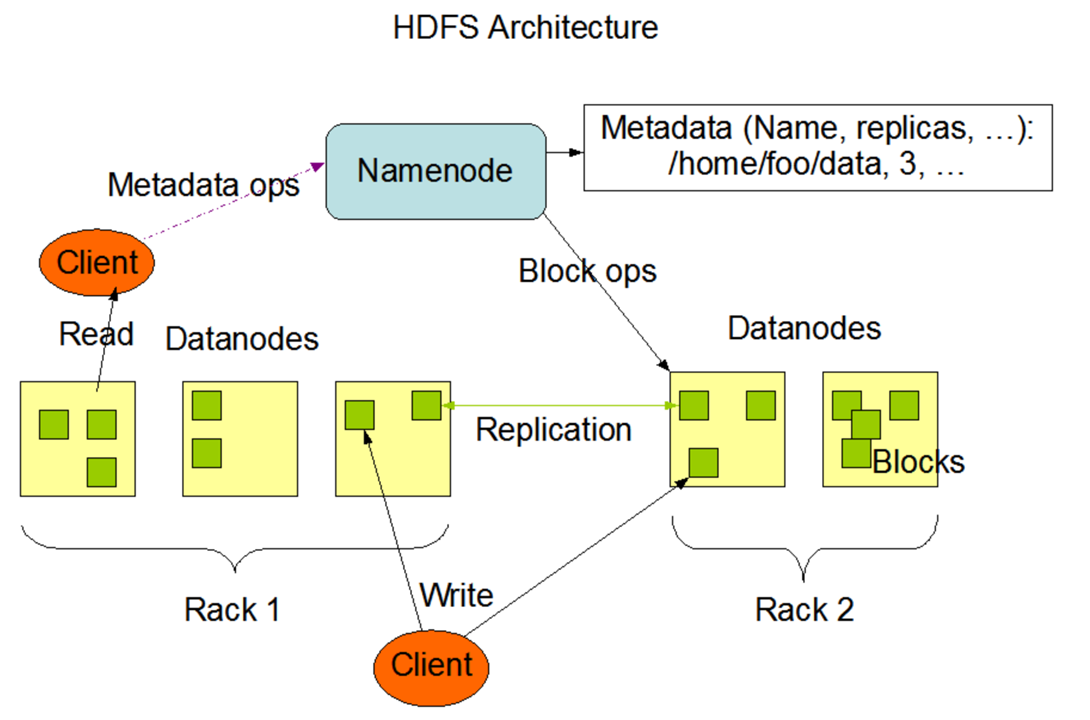 HDFS Architecture
Metadata (Name, replicas, …):
/home/foo/data, 3, …
Namenode
Metadata ops
Client
Block ops
Read
Datanodes
Datanodes
Replication
Blocks
Rack 1
Write
Rack 2
Client